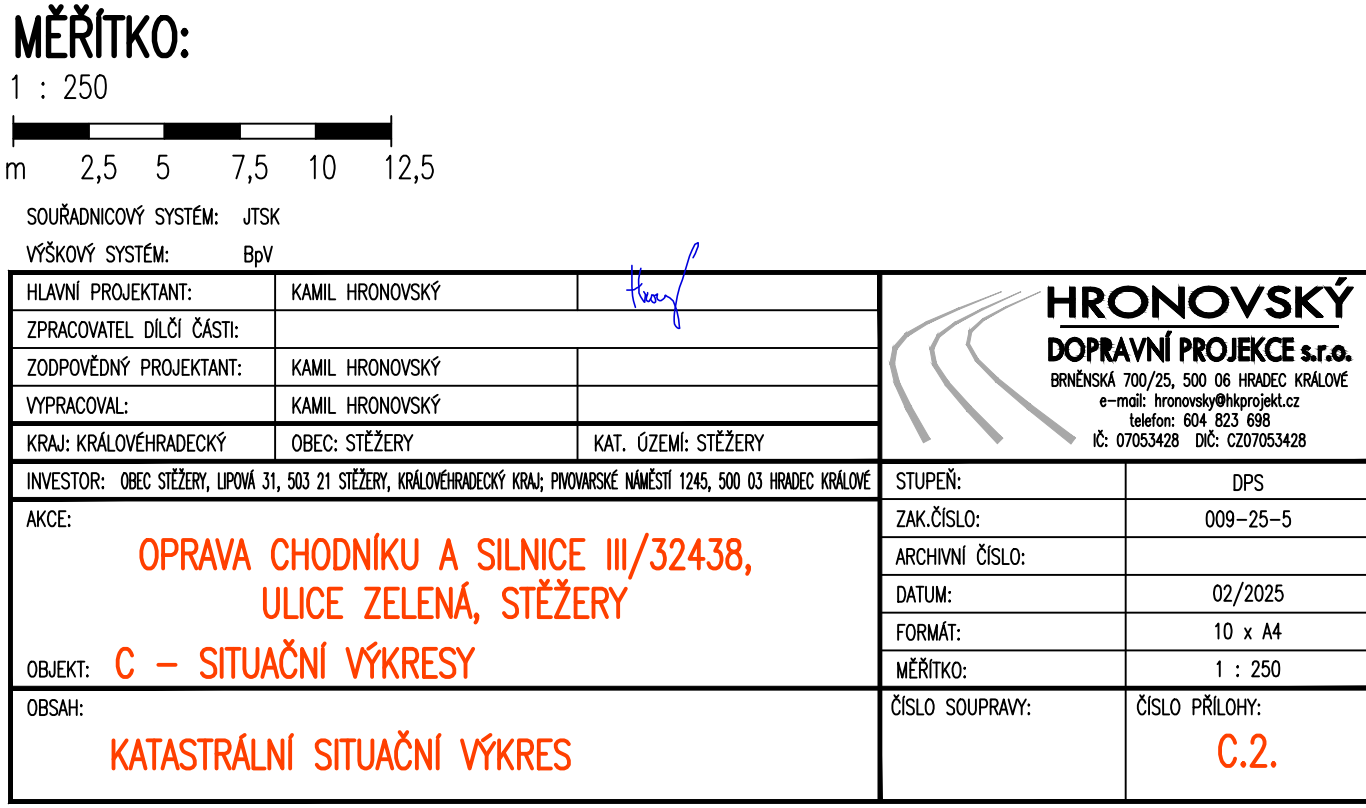 MĚŘÍTKO:
1 : 250
m 2,5 5 7,5 10 12,5
SOUŘADNICOVÝ SYSTÉM: JTSK
VÝŠKOVÝ SYSTÉM: BpV
HLAVNÍ PROJEKTANT: KAMIL HRONOVSKÝ
ZPRACOVATEL DÍLČÍ ČÁSTI:
ZODPOVĚDNÝ PROJEKTANT: KAMIL HRONOVSKÝ
VYPRACOVAL: KAMIL HRONOVSKÝ
KRAJ: KRÁLOVÉHRADECKÝ OBEC: STĚŽERY KAT. ÚZEMÍ: STĚŽERY
HRONOVSKÝ
DOPRAVNÍ PROJEKCE s.r.o.
BRNĚNSKÁ 700/25, 500 06 HRADEC KRÁLOVÉ
e-mail: hronovsky@hkprojekt.cz
telefon: 604 823 698
IČ: 07053428 DIČ: CZ07053428
INVESTOR: OBEC STĚŽERY, LIPOVÁ 31, 503 21 STĚŽERY, KRÁLOVÉHRADECKÝ KRAJ; PIVOVARSKÉ NÁMĚSTÍ 1245, 500 03 HRADEC KRÁLOVÉ
AKCE:
OPRAVA CHODNÍKU A SILNICE III/32438,
ULICE ZELENÁ, STĚŽERY
OBJEKT: C - SITUAČNÍ VÝKRESY
OBSAH:
KATASTRÁLNÍ SITUAČNÍ VÝKRES
STUPEŇ: DPS
ZAK.ČÍSLO: 009-25-5
ARCHIVNÍ ČÍSLO:
DATUM: 02/2025
FORMÁT: 10 x A4
MĚŘÍTKO: 1 : 250
ČÍSLO SOUPRAVY: ČÍSLO PŘÍLOHY:
C.2.